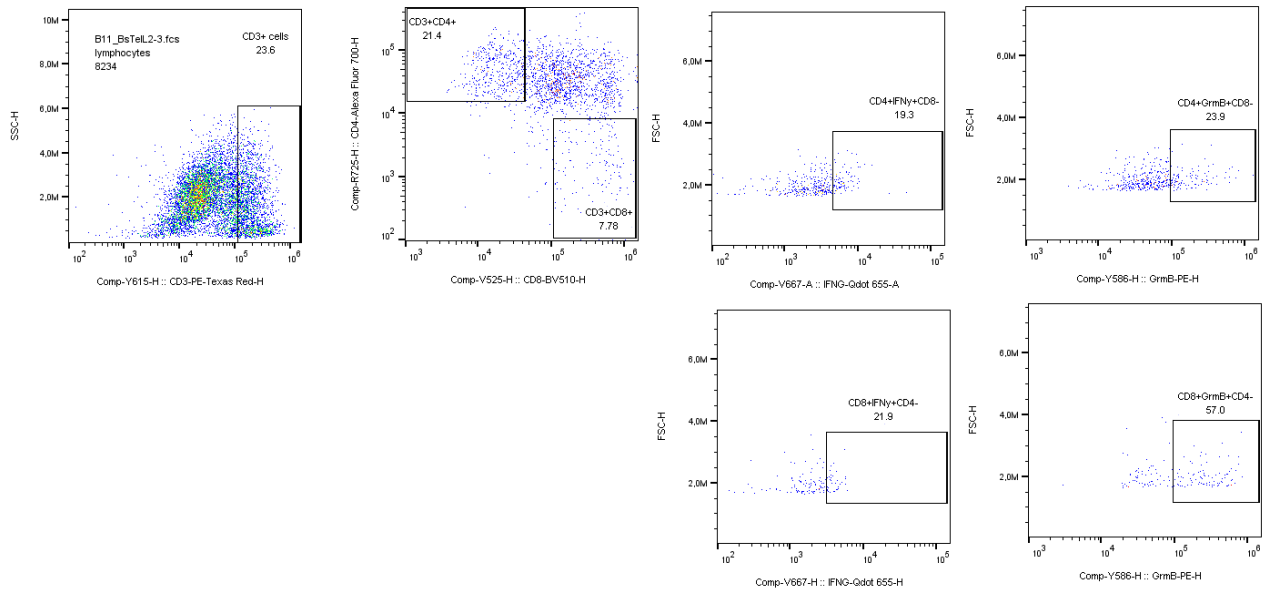 B11_BsTelL2-3.fcs
lymphocytes
8234
CD3+ cells
23.6
10M
8,0M
6,0M
4,0M
2,0M
SSC-H
10^2
10^3
10^4
10^5
10^6
Comp-Y615-H :: CD3-PE-Texas Red-H
CD3+CD4+
21.4
CD3+CD8+
7.78
10^5
10^4
10^3
10^2
Comp-R725-H :: CD4-Alexa Fluor 700-H
10^3
10^4
10^5
10^6
Comp-V525-H :: CD8-BV510-H
CD4+IFNy+CD8-
19.3
6,0M
4,0M
2,0M
FSC-H
10^2
10^3
10^4
10^5
Comp-V667-A :: IFNG-Qdot 655-A
CD4+GrmB+CD8-
23.9
6,0M
4,0M
2,0M
FSC-H
10^3
10^4
10^5
10^6
Comp-Y586-H :: GrmB-PE-H
CD8+IFNy+CD4-
21.9
6,0M
4,0M
2,0M
FSC-H
10^2
10^3
10^4
10^5
Comp-V667-H :: IFNG-Qdot 655-H
CD8+GrmB+CD4-
57.0
6,0M
4,0M
2,0M
FSC-H
10^3
10^4
10^5
10^6
Comp-Y586-H :: GrmB-PE-H